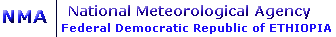 NMA
National Meteorological Agency
Federal Democratic Republic of ETHIOPIA